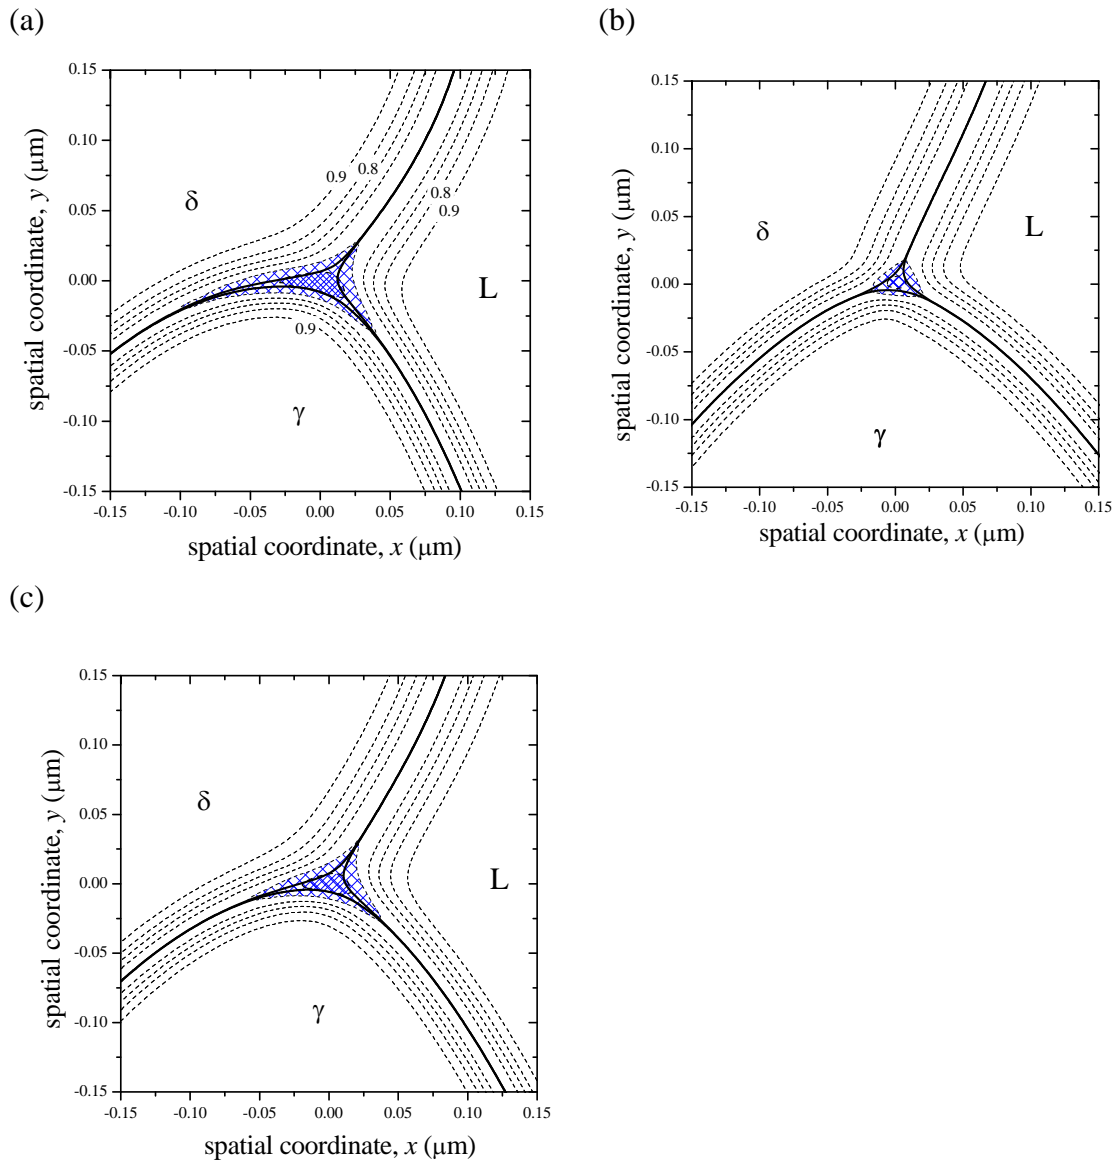 (a)
0.15
0.10
0.05
0.00
-0.05
-0.10
-0.15
spatial coordinate, y (μm)
0.9
0.8
0.8
0.9
0.9
δ
L
γ
-0.15 -0.10 -0.05 0.00 0.05 0.10 0.15
spatial coordinate, x (μm)
(b)
0.15
0.10
0.05
0.00
-0.05
-0.10
-0.15
spatial coordinate, y (μm)
δ
L
γ
-0.15 -0.10 -0.05 0.00 0.05 0.10 0.15
spatial coordinate, x (μm)
(c)
0.15
0.10
0.05
0.00
-0.05
-0.10
-0.15
spatial coordinate, y (μm)
δ
L
γ
-0.15 -0.10 -0.05 0.00 0.05 0.10 0.15
spatial coordinate, x (μm)